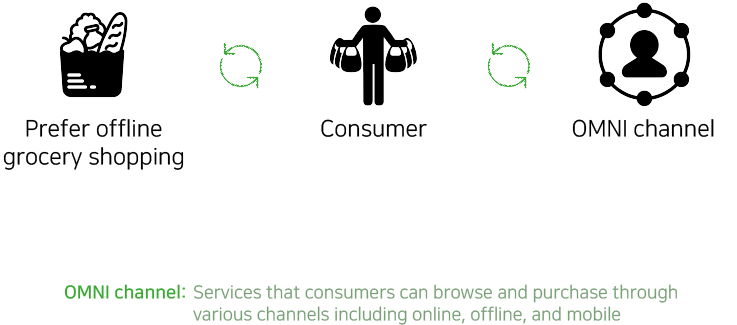 Prefer offline
grocery shopping
Consumer
OMNI channel
OMNI channel: Services that consumers can browse and purchase through
various channels including online, offline, and mobile